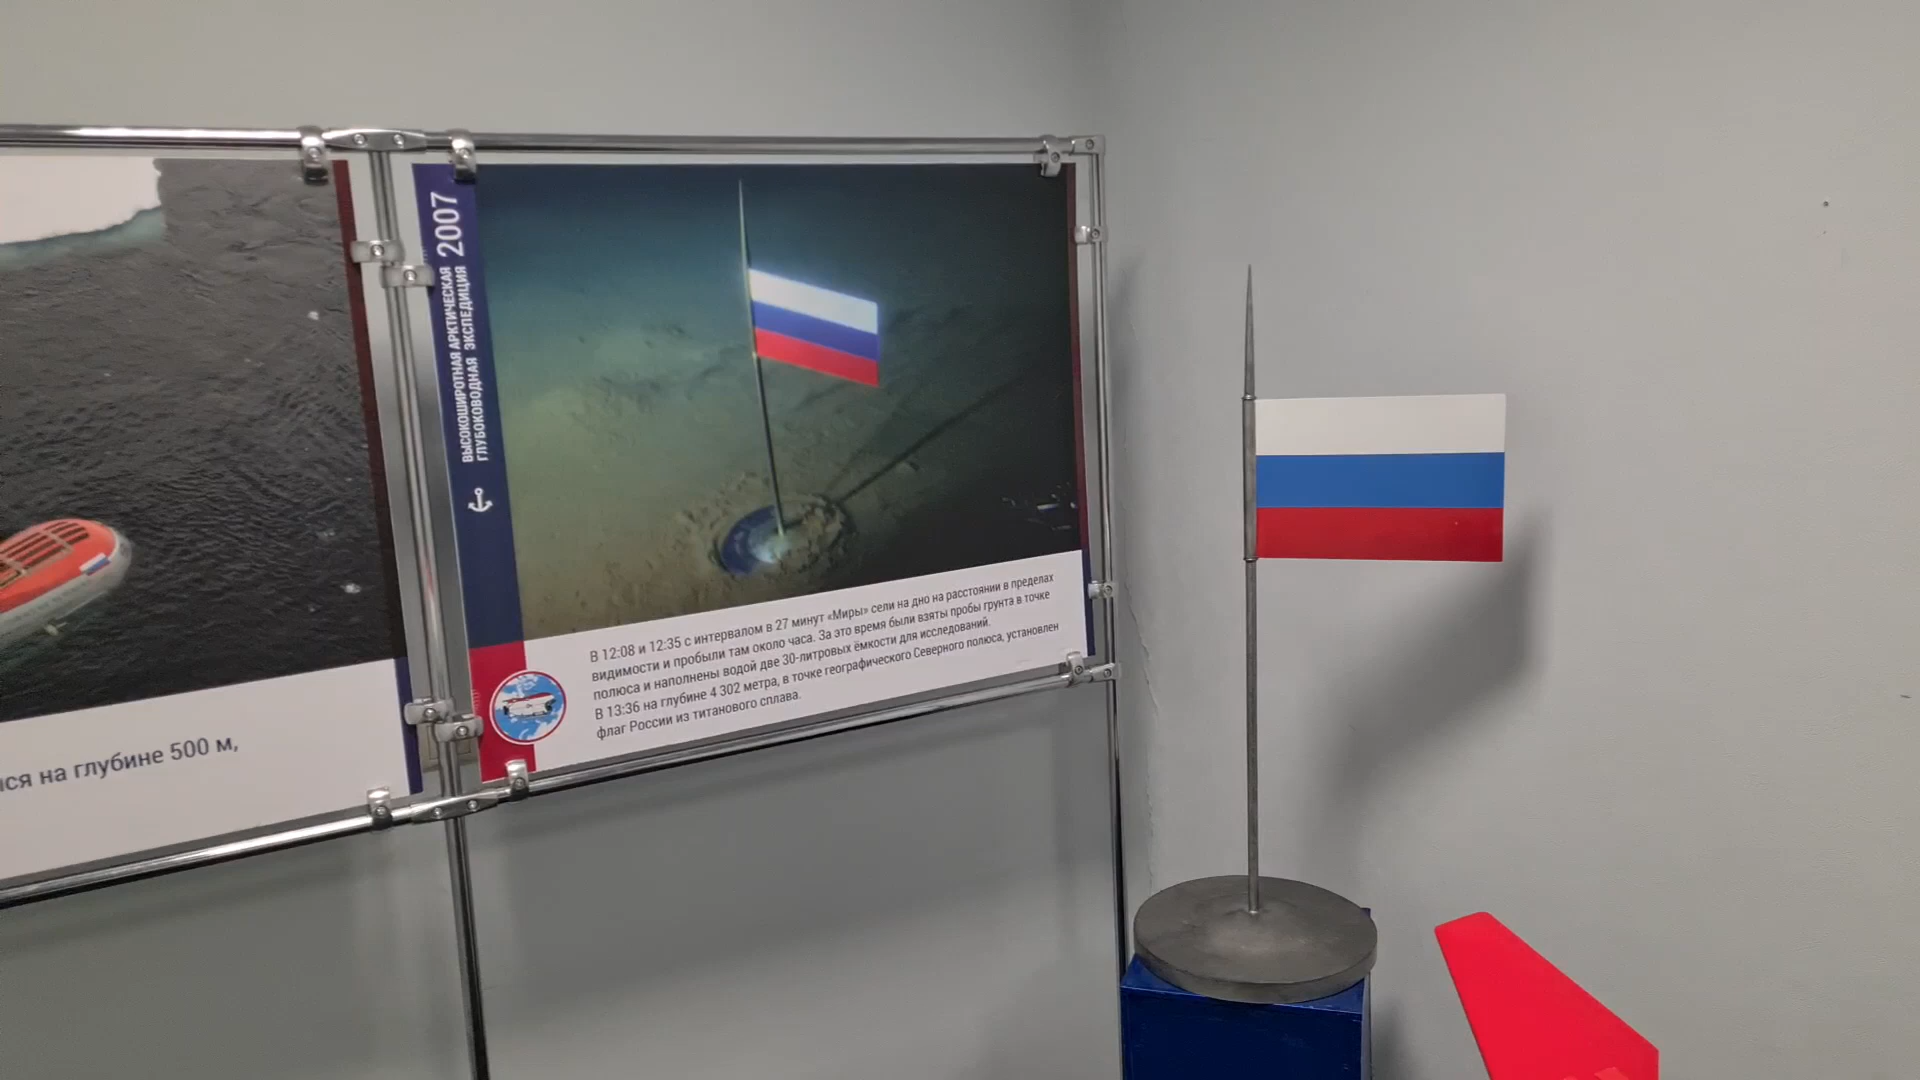 ВЫСОКОШИРОТНАЯ АРКТИЧЕСКАЯ
ГЛУБОКОВОДНАЯ ЭКСПЕДИЦИЯ
2007
В 12:08 и 12:35 с интервалом в 27 минут «Миры» сели на дно на расстоянии в пределах
видимости и пробыли там около часа. За это время были взяты пробы грунта в точке
полюса и наполнены водой две 30-литровых ёмкости для исследований.
В 13:36 на глубине 4 302 метра, в точке географического Северного полюса, установлен
флаг России из титанового сплава.
на глубине 500 м,